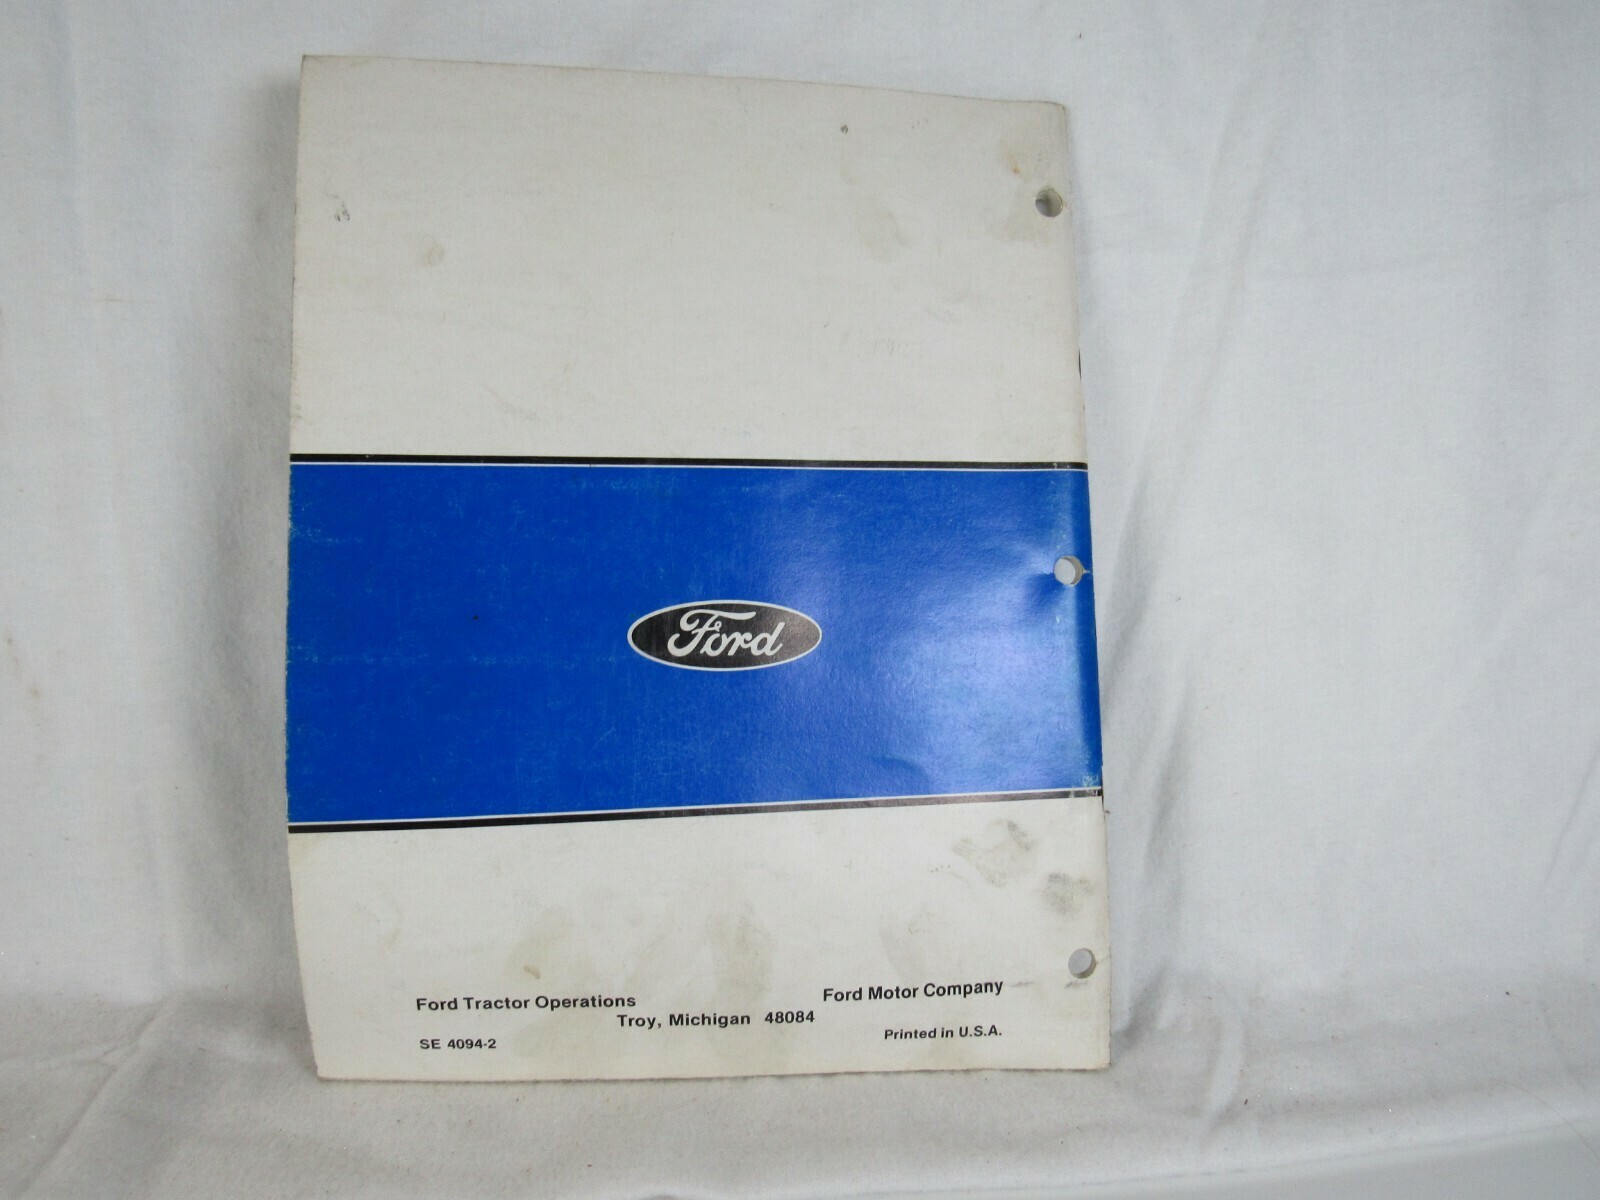 Ford
Ford Tractor Operations Ford Motor Company
Troy, Michigan 48084
SE 4094-2 Printed in U.S.A.